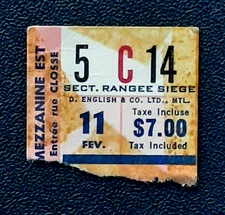 MEZZANINE EST
Entrée rue CLOSSE
5 C 14
SECT. RANGEE SIEGE
D. ENGLISH & CO. LTD., MTL.
11
FEV.
Taxe Incluse
$7.00
Tax Included